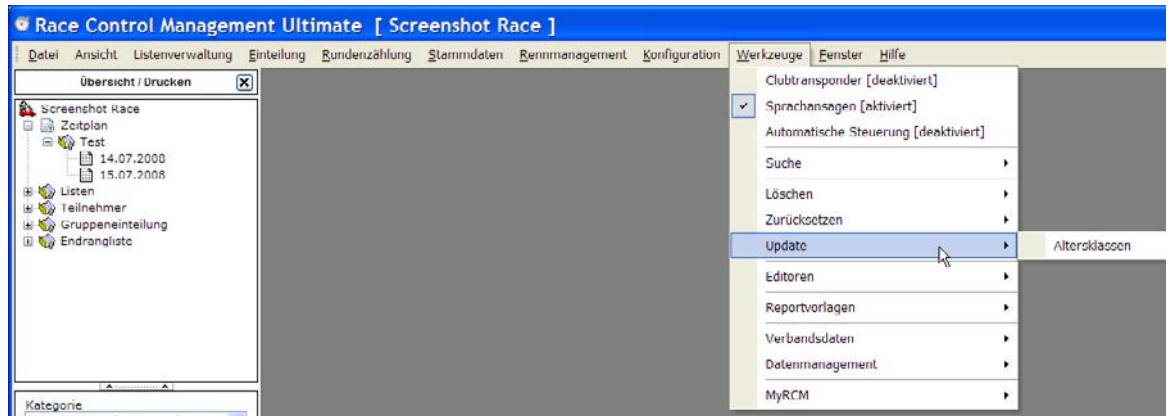 Race Control Management Ultimate [ Screenshot Race ]
Datei Ansicht Listenverwaltung Einteilung Rundenzählung Stammdaten Rennmanagement Konfiguration Werkzeuge Fenster Hilfe
Übersicht / Drucken
Screenshot Race
Zeitplan
Test
14.07.2008
15.07.2008
Listen
Teilnehmer
Gruppeneinteilung
Endrangliste
Kategorie
Clubtransponder [deaktiviert]
Sprachansagen [aktiviert]
Automatische Steuerung [deaktiviert]
Suche
Löschen
Zurücksetzen
Update
Altersklassen
Editoren
Reportvorlagen
Verbandsdaten
Datenmanagement
MyRCM